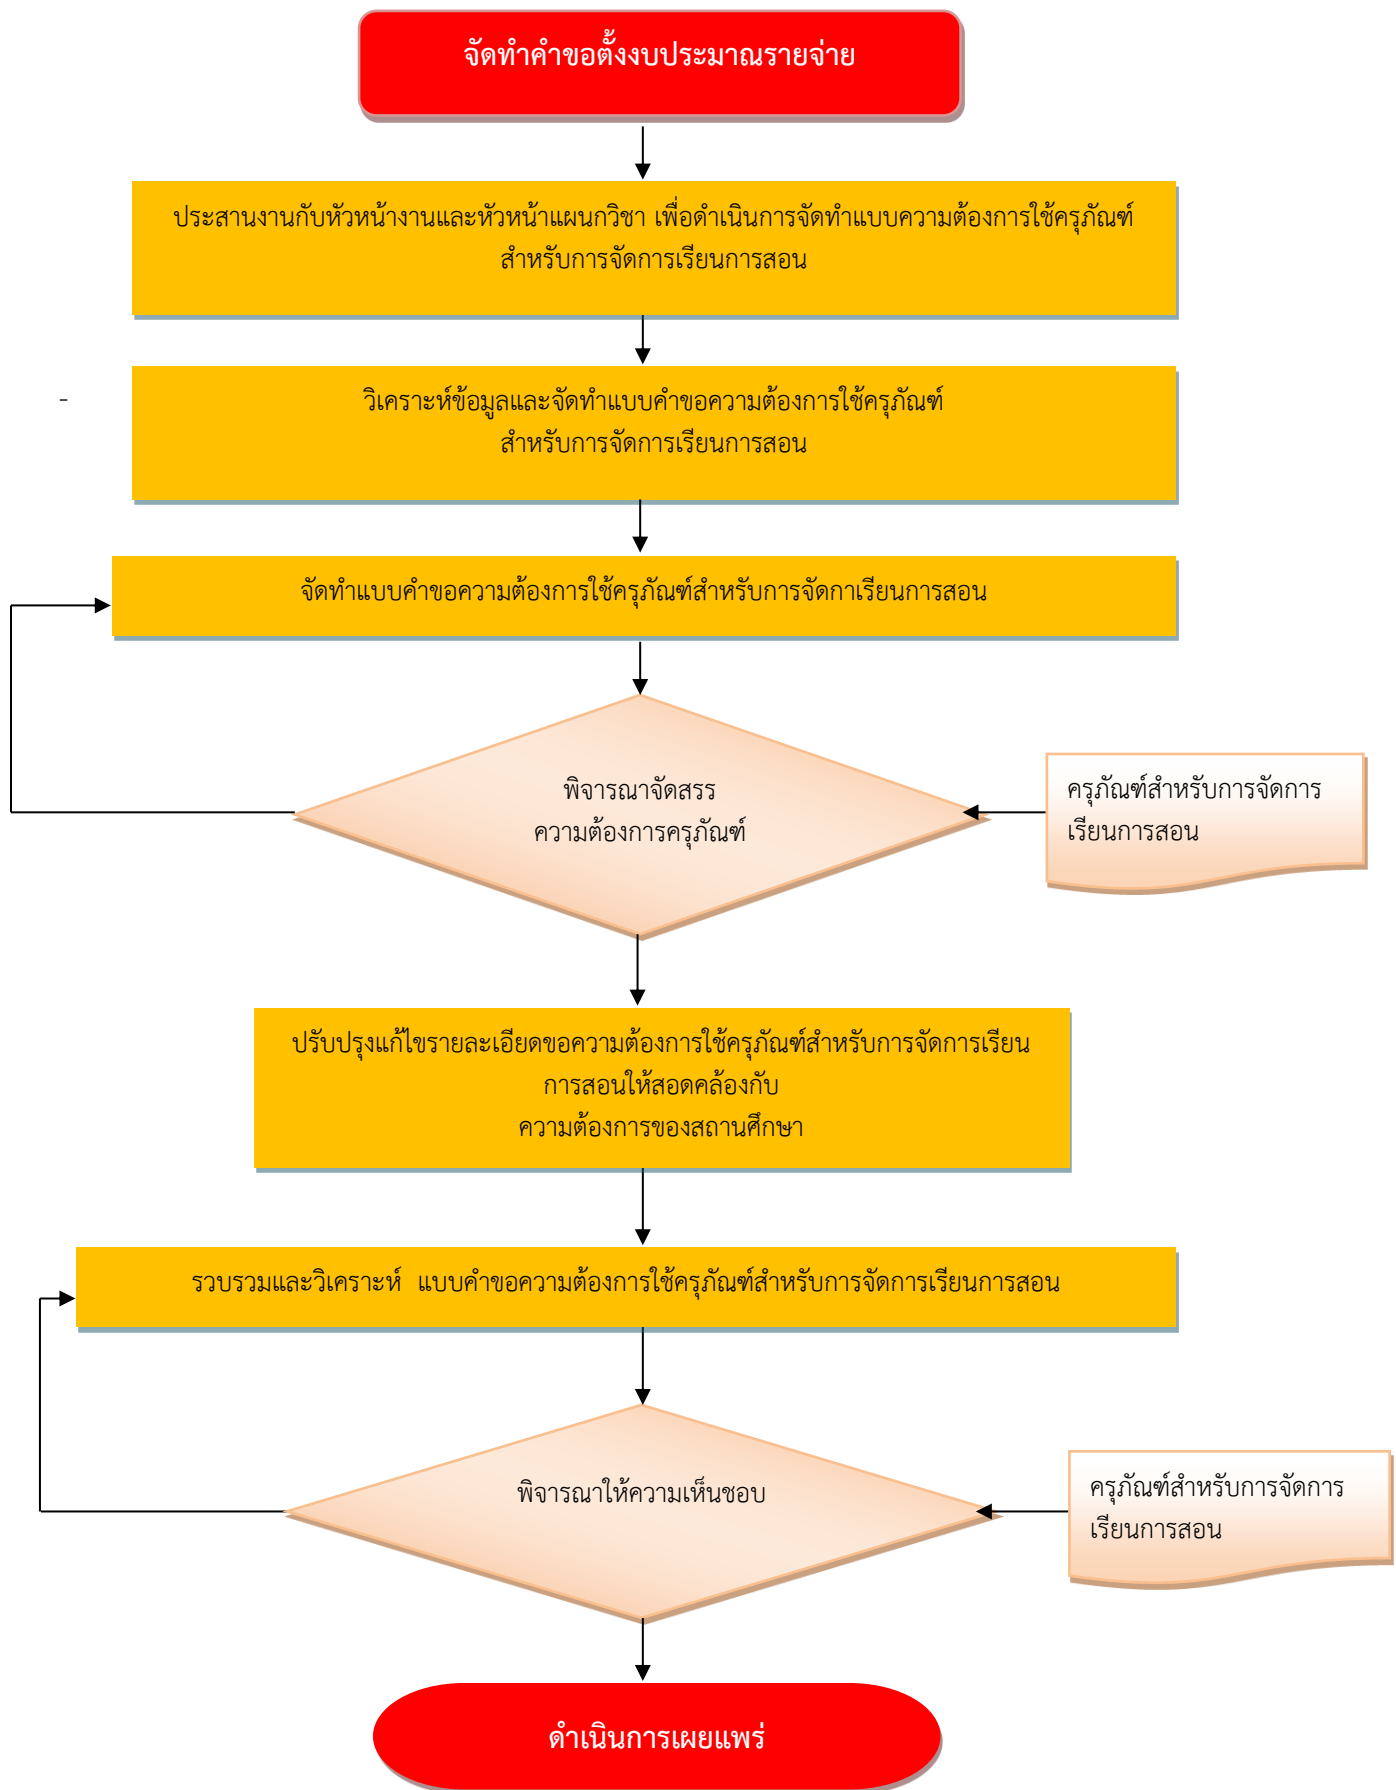 จัดทำคำขอตั้งงบประมาณรายจ่าย
ประสานงานกับหัวหน้างานและหัวหน้าแผนกวิชา เพื่อดำเนินการจัดทำแบบความต้องการใช้ครุภัณฑ์
สำหรับการจัดการเรียนการสอน
-
วิเคราะห์ข้อมูลและจัดทำแบบคำขอความต้องการใช้ครุภัณฑ์
สำหรับการจัดการเรียนการสอน
จัดทำแบบคำขอความต้องการใช้ครุภัณฑ์สำหรับการจัดกาเรียนการสอน
พิจารณาจัดสรร
ความต้องการครุภัณฑ์
ครุภัณฑ์สำหรับการจัดการ
เรียนการสอน
ปรับปรุงแก้ไขรายละเอียดขอความต้องการใช้ครุภัณฑ์สำหรับการจัดการเรียน
การสอนให้สอดคล้องกับ
ความต้องการของสถานศึกษา
รวบรวมและวิเคราะห์  แบบคำขอความต้องการใช้ครุภัณฑ์สำหรับการจัดการเรียนการสอน
พิจารณาให้ความเห็นชอบ
ครุภัณฑ์สำหรับการจัดการ
เรียนการสอน
ดำเนินการเผยแพร่